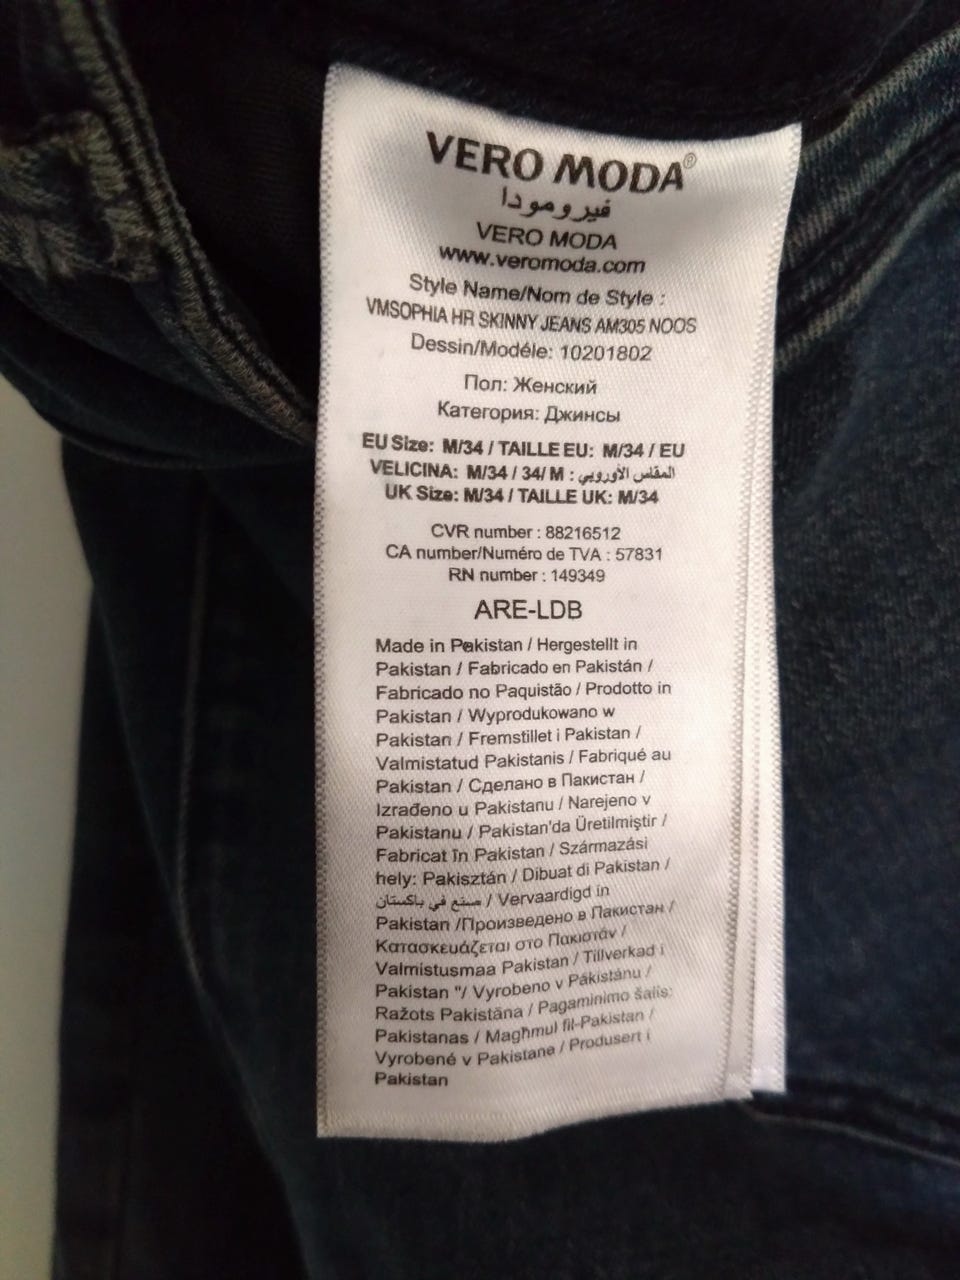 VERO MODA®
فيرومودا
VERO MODA
www.veromoda.com
Style Name/Nom de Style :
VMSOPHIA HR SKINNY JEANS AM305 NOOS
Dessin/Modéle: 10201802
Пол: Женский
Категория: Джинсы
EU Size: M/34 / TAILLE EU: M/34 / EU
VELICINA: M/34 / 34/ M : المقاس الأوروبي
UK Size: M/34 / TAILLE UK: M/34
CVR number : 88216512
CA number/Numéro de TVA : 57831
RN number : 149349
ARE-LDB
Made in Pakistan / Hergestellt in
Pakistan / Fabricado en Pakistán /
Fabricado no Paquistão / Prodotto in
Pakistan / Wyprodukowano w
Pakistan / Fremstillet i Pakistan /
Valmistatud Pakistanis / Fabriqué au
Pakistan / Сделано в Пакистан /
Izrađeno u Pakistanu / Narejeno v
Pakistanu / Pakistan'da Üretilmiştir /
Fabricat în Pakistan / Származási
hely: Pakisztán / Dibuat di Pakistan /
صنع في باكستان / Vervaardigd in
Pakistan /Произведено в Пакистан /
Κατασκευάζεται στο Πακιστάν /
Valmistusmaa Pakistan / Tillverkad i
Pakistan "/ Vyrobeno v Pákistánu /
Ražots Pakistāna / Pagaminimo šalis:
Pakistanas / Magħmul fil-Pakistan /
Vyrobené v Pakistane / Produsert i
Pakistan